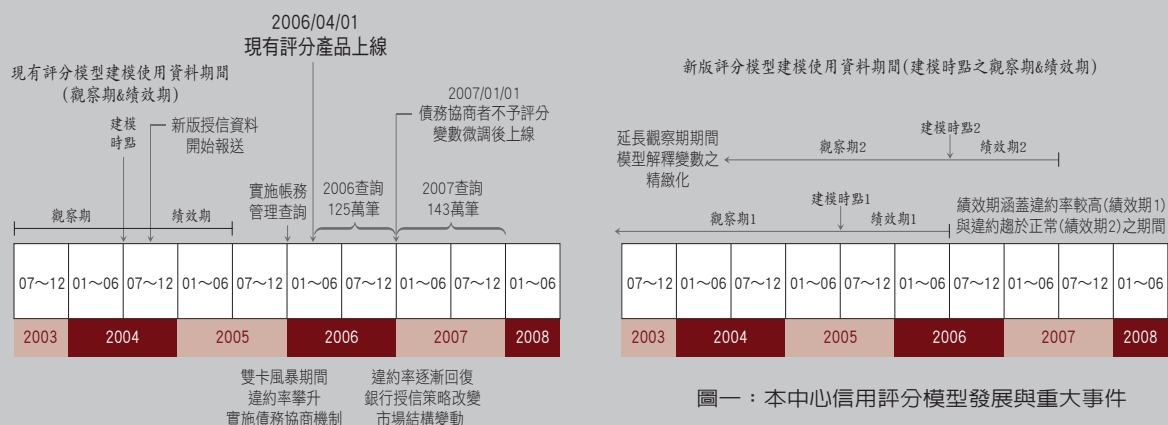 2006/04/01
現有評分產品上線
現有評分模型建模使用資料期間
(觀察期&績效期)
建模
時點
新版授信資料
開始報送
2007/01/01
債務協商者不予評分
變數微調後上線
實施帳務
管理查詢
2006查詢
125萬筆
2007查詢
143萬筆
觀察期
績效期
07～12
01～06
07～12
01～06
07～12
01～06
07～12
01～06
07～12
01～06
2003
2004
2005
2006
2007
2008
雙卡風暴期間
違約率攀升
實施債務協商機制
違約率逐漸回復
銀行授信策略改變
市場結構變動
新版評分模型建模使用資料期間(建模時點之觀察期&績效期)
延長觀察期期間
模型解釋變數之
精緻化
建模時點2
觀察期2
績效期2
建模時點1
觀察期1
績效期1
績效期涵蓋違約率較高(績效期1)
與違約趨於正常(績效期2)之期間
07～12
01～06
07～12
01～06
07～12
01～06
07～12
01～06
07～12
01～06
2003
2004
2005
2006
2007
2008
圖一：本中心信用評分模型發展與重大事件